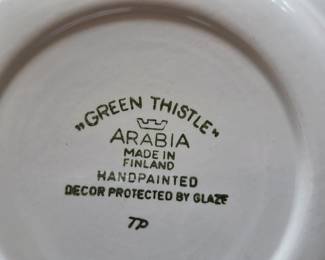 „GREEN THISTLE"
ARABIA
MADE IN
FINLAND
HANDPAINTED
DECOR PROTECTED BY GLAZE
TP